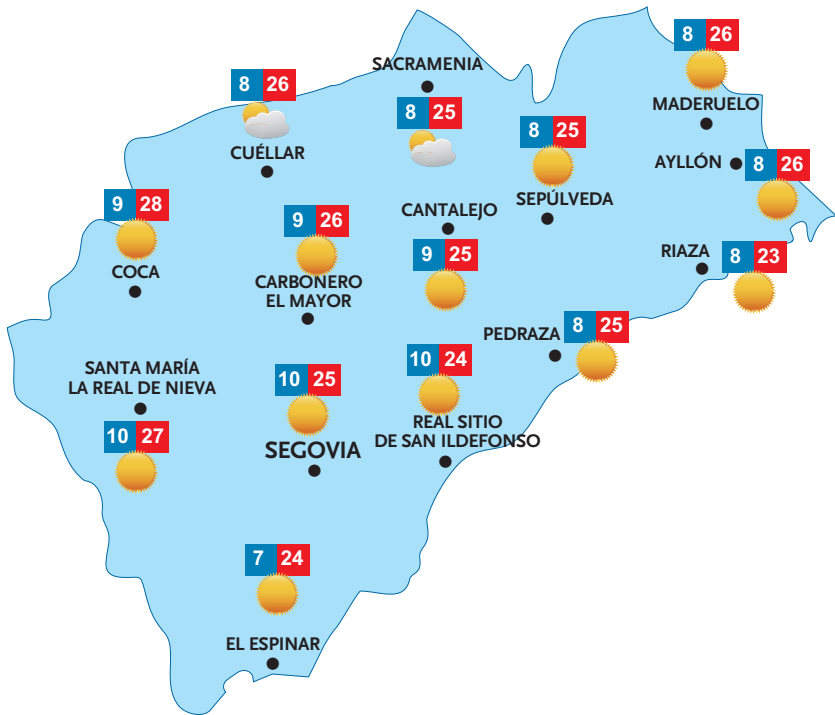 8 26
MADERUELO
SACRAMENIA
8 25
8 26
CUÉLLAR
8 25
SEPÚLVEDA
AYLLÓN
8 26
9 28
COCA
9 26
CARBONERO
EL MAYOR
CANTALEJO
9 25
RIAZA
8 23
PEDRAZA
8 25
SANTA MARÍA
LA REAL DE NIEVA
10 27
10 25
SEGOVIA
10 24
REAL SITIO
DE SAN ILDEFONSO
7 24
EL ESPINAR